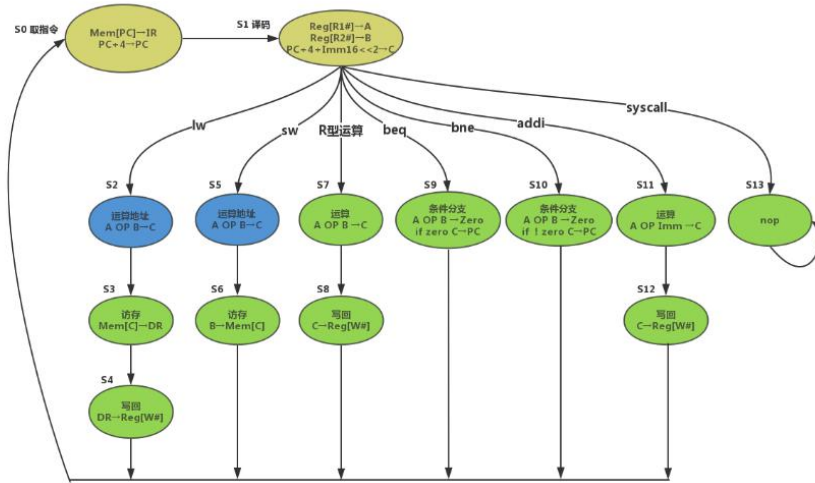 S0 取指令
Mem[PC]→IR
PC+4→PC
S1 译码
Reg[R1#]→A
Reg[R2#]→B
PC+4+Imm16<<2→C
lw
sw
R型运算
beq
bne
addi
syscall
S2
运算地址
A OP B→C
S5
运算地址
A OP B→C
S7
运算
A OP B→C
S9
条件分支
A OP B→Zero
if zero C→PC
S10
条件分支
A OP B→Zero
if ! zero C→PC
S11
运算
A OP Imm →C
S13
nop
S3
访存
Mem[C]→DR
S6
访存
B→Mem[C]
S8
写回
C→Reg[W#]
S12
写回
C→Reg[W#]
S4
写回
DR→Reg[W#]